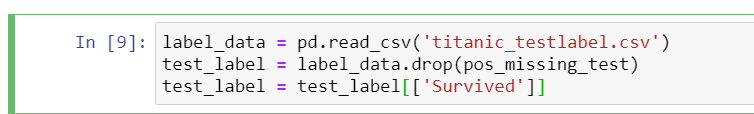 In [9]: label_data = pd.read_csv('titanic_testlabel.csv')
test_label = label_data.drop(pos_missing_test)
test_label = test_label[['Survived']]